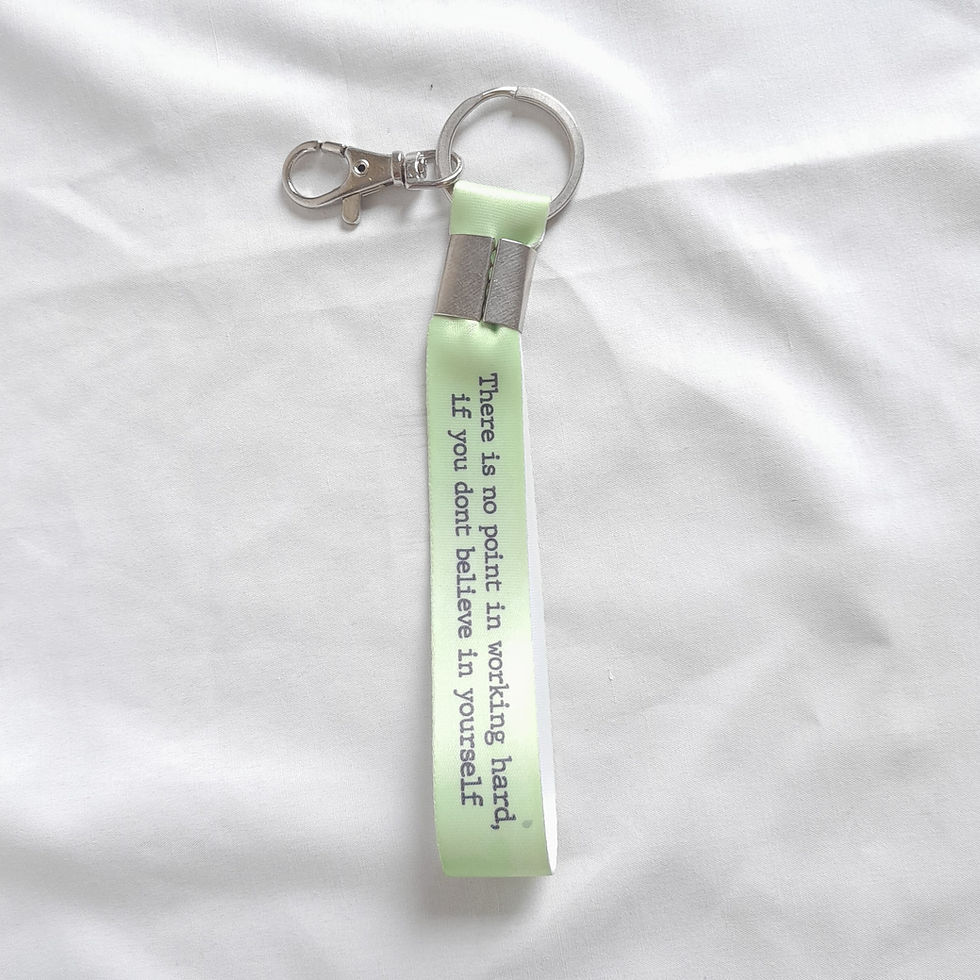 There is no point in working hard,
if you dont believe in yourself